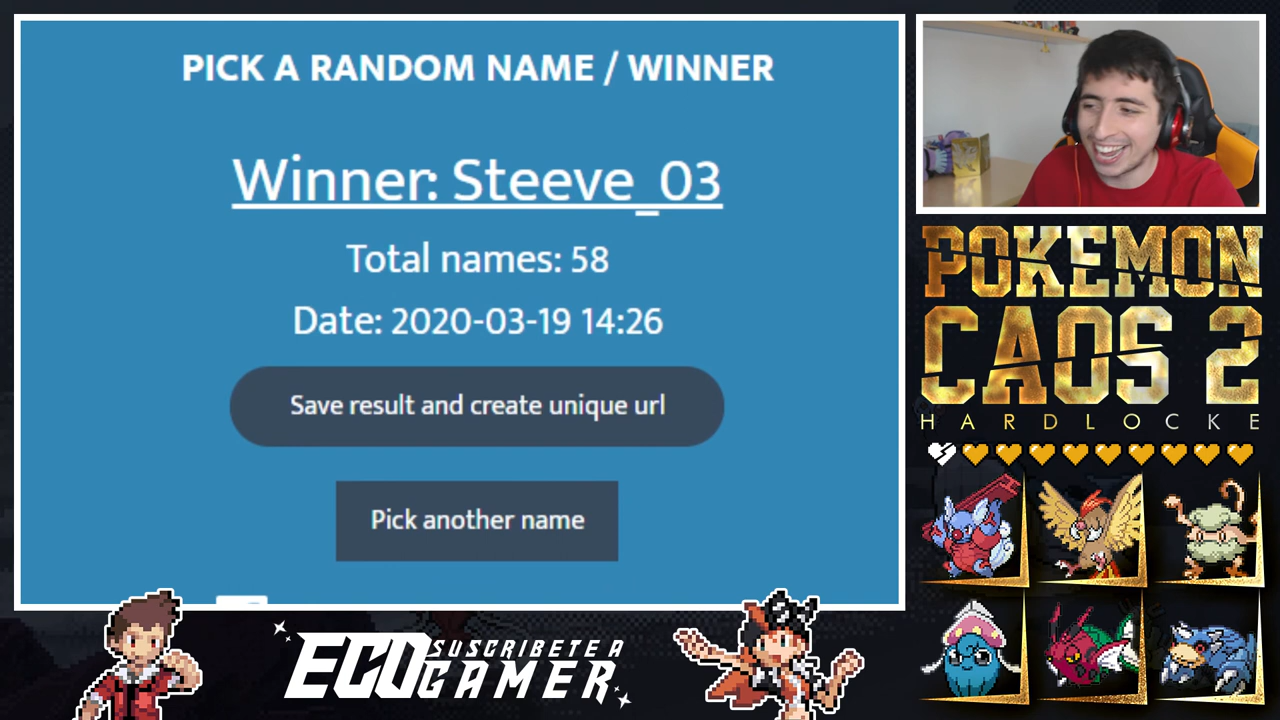 PICK A RANDOM NAME / WINNER
Winner: Steeve_03
Total names: 58
Date: 2020-03-19 14:26
Save result and create unique url
Pick another name
POKEMON
CAOS 2
HARDLOCKE
SUSCRIBETE A
EGO GAMER